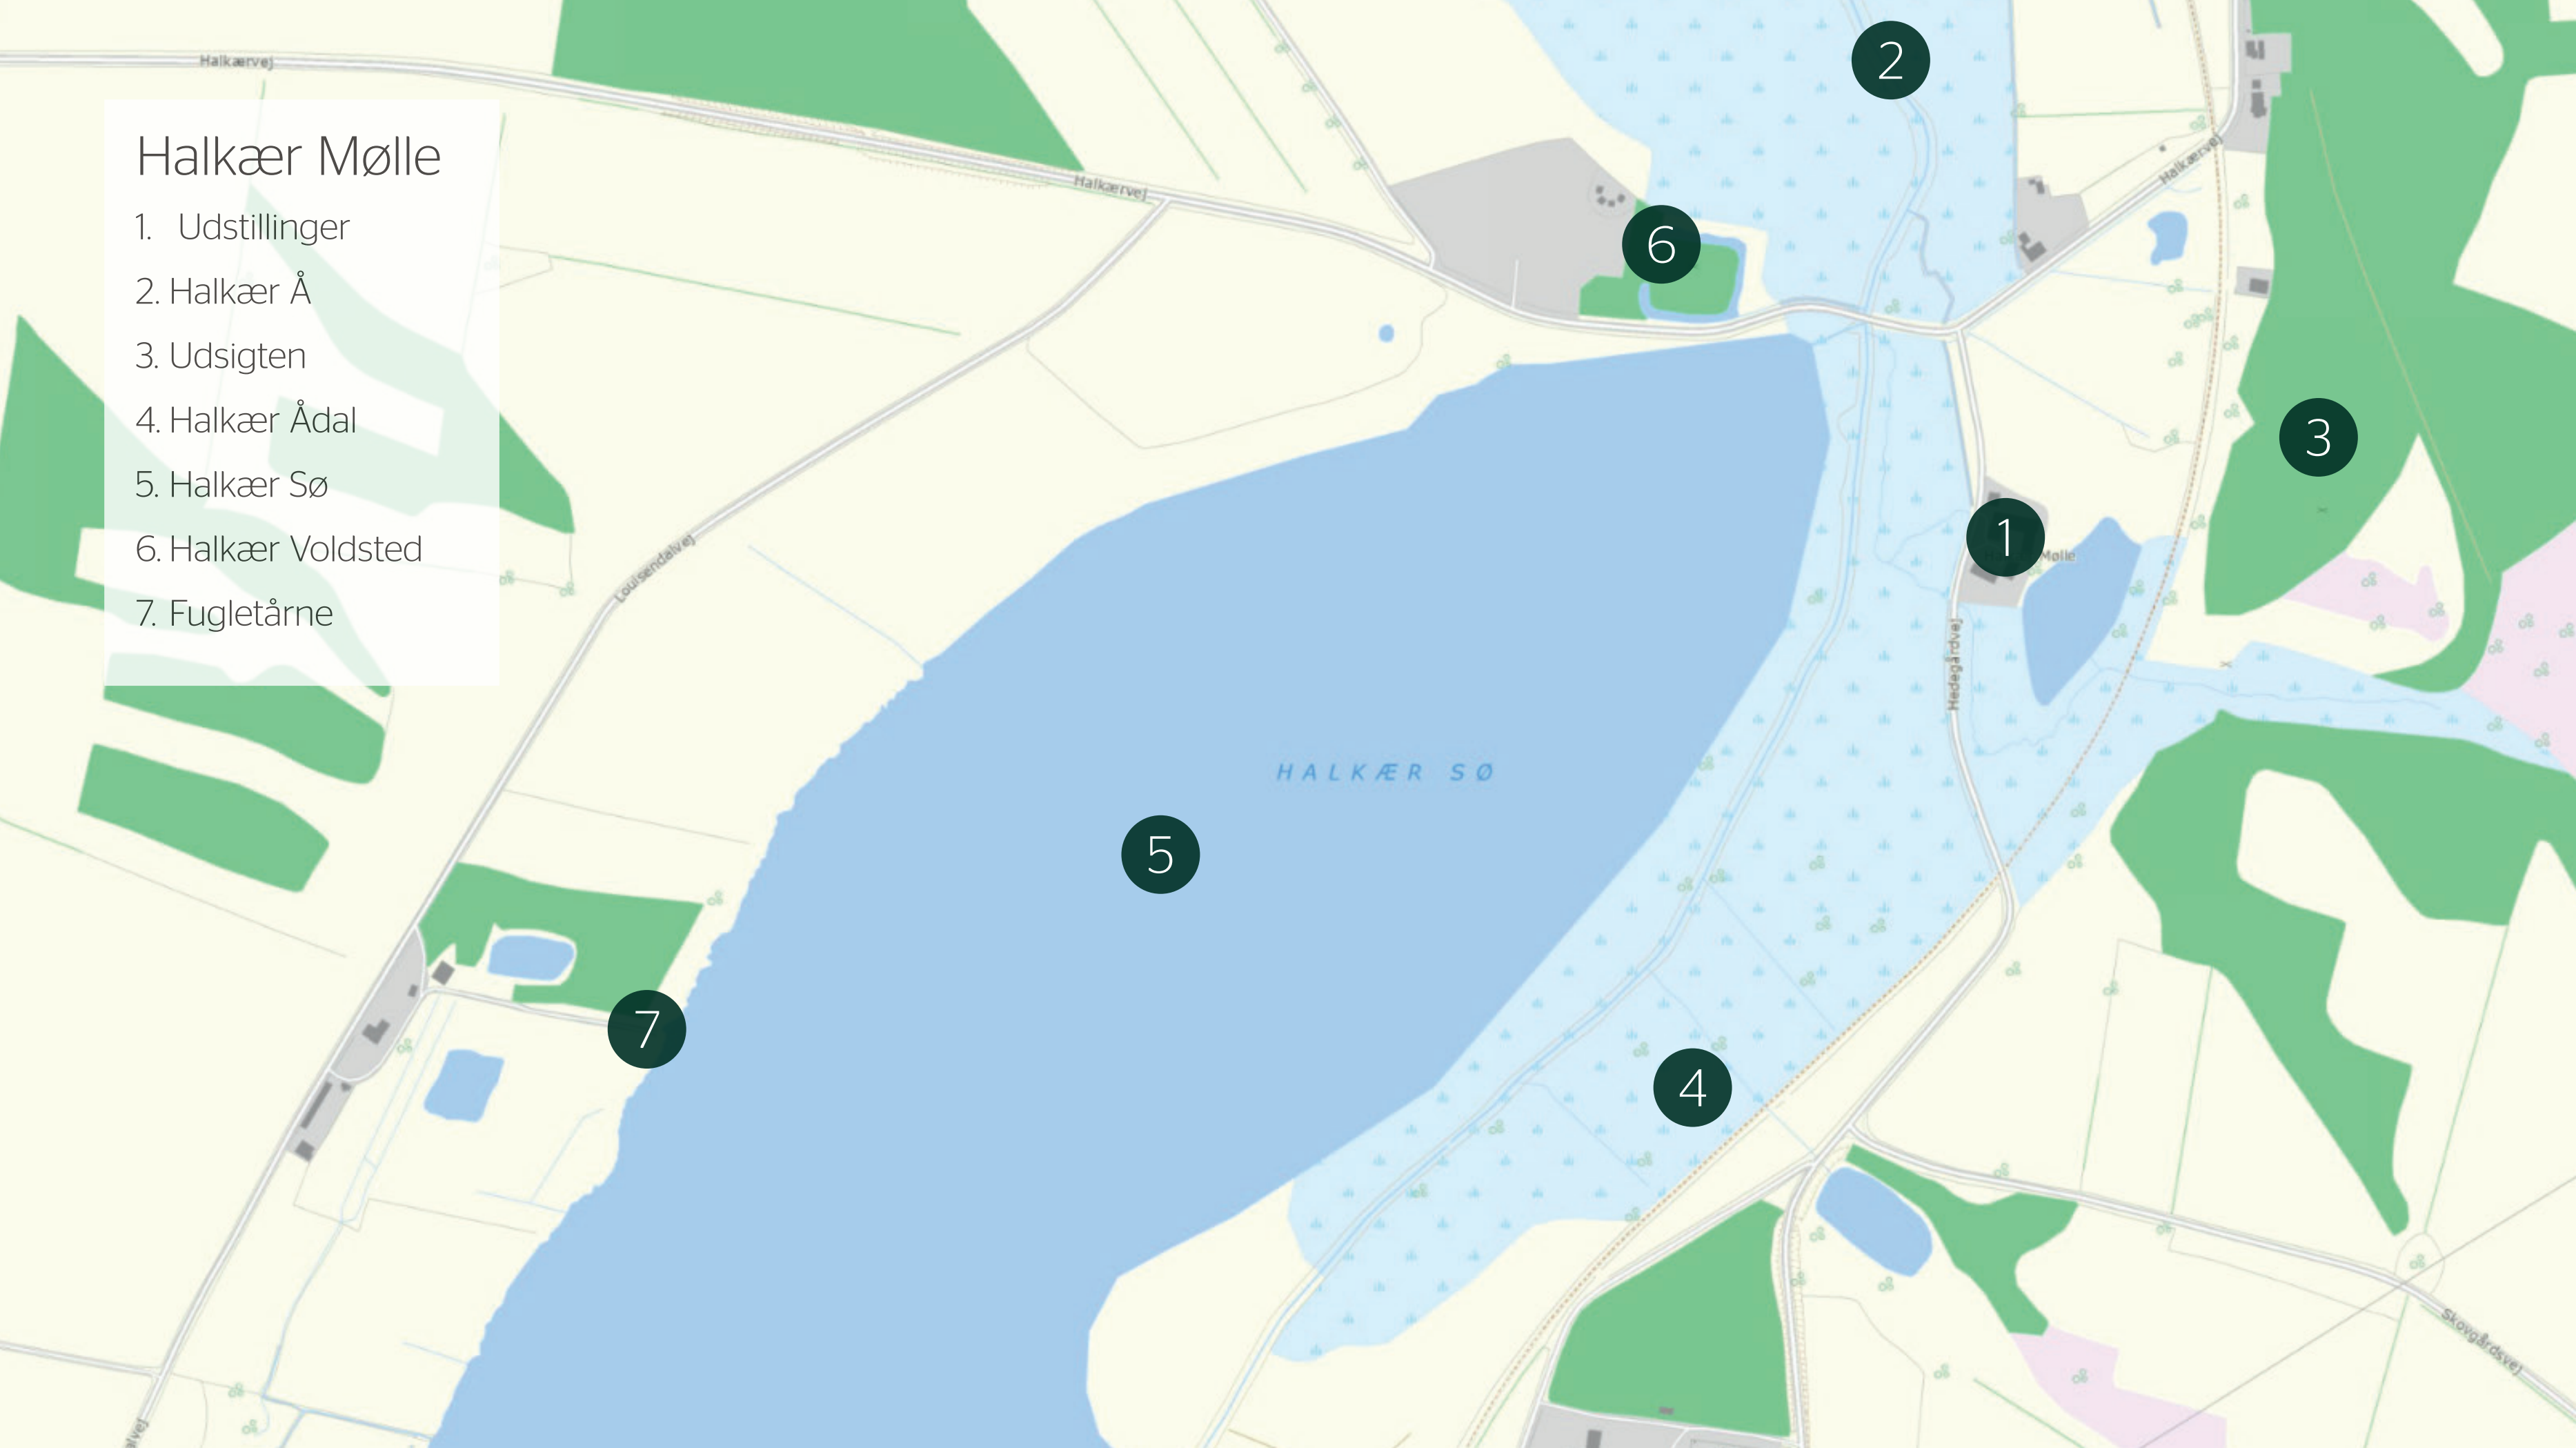 Halkærvej
Halkær Mølle
1. Udstillinger
2. Halkær Å
3. Udsigten
4. Halkær Ådal
5. Halkær Sø
6. Halkær Voldsted
7. Fugletårne
Halkærvej
Halkærvej
Louisendalvej
2
6
3
1
Mølle
Hedegårdvej
HALKÆR SØ
5
7
4
Skovgårdsvej
alvej